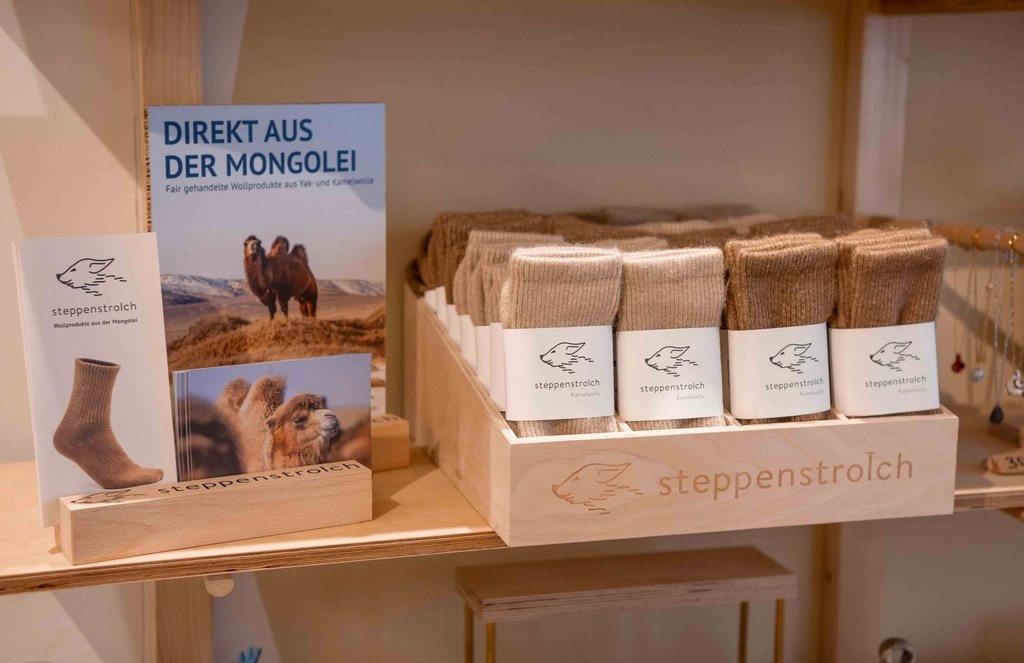 DIREKT AUS
DER MONGOLEI
Fair gehandelte Wollprodukte aus Yak- und Kamelwolle
steppenstrolch
Wollprodukte aus der Mongolei
steppenstrolch
steppenstrolch
Kamelwolle
steppenstrolch
Kamelwolle
steppenstrolch
Kamelwolle
steppenstrolch
Kamelwolle
steppenstrolch
30